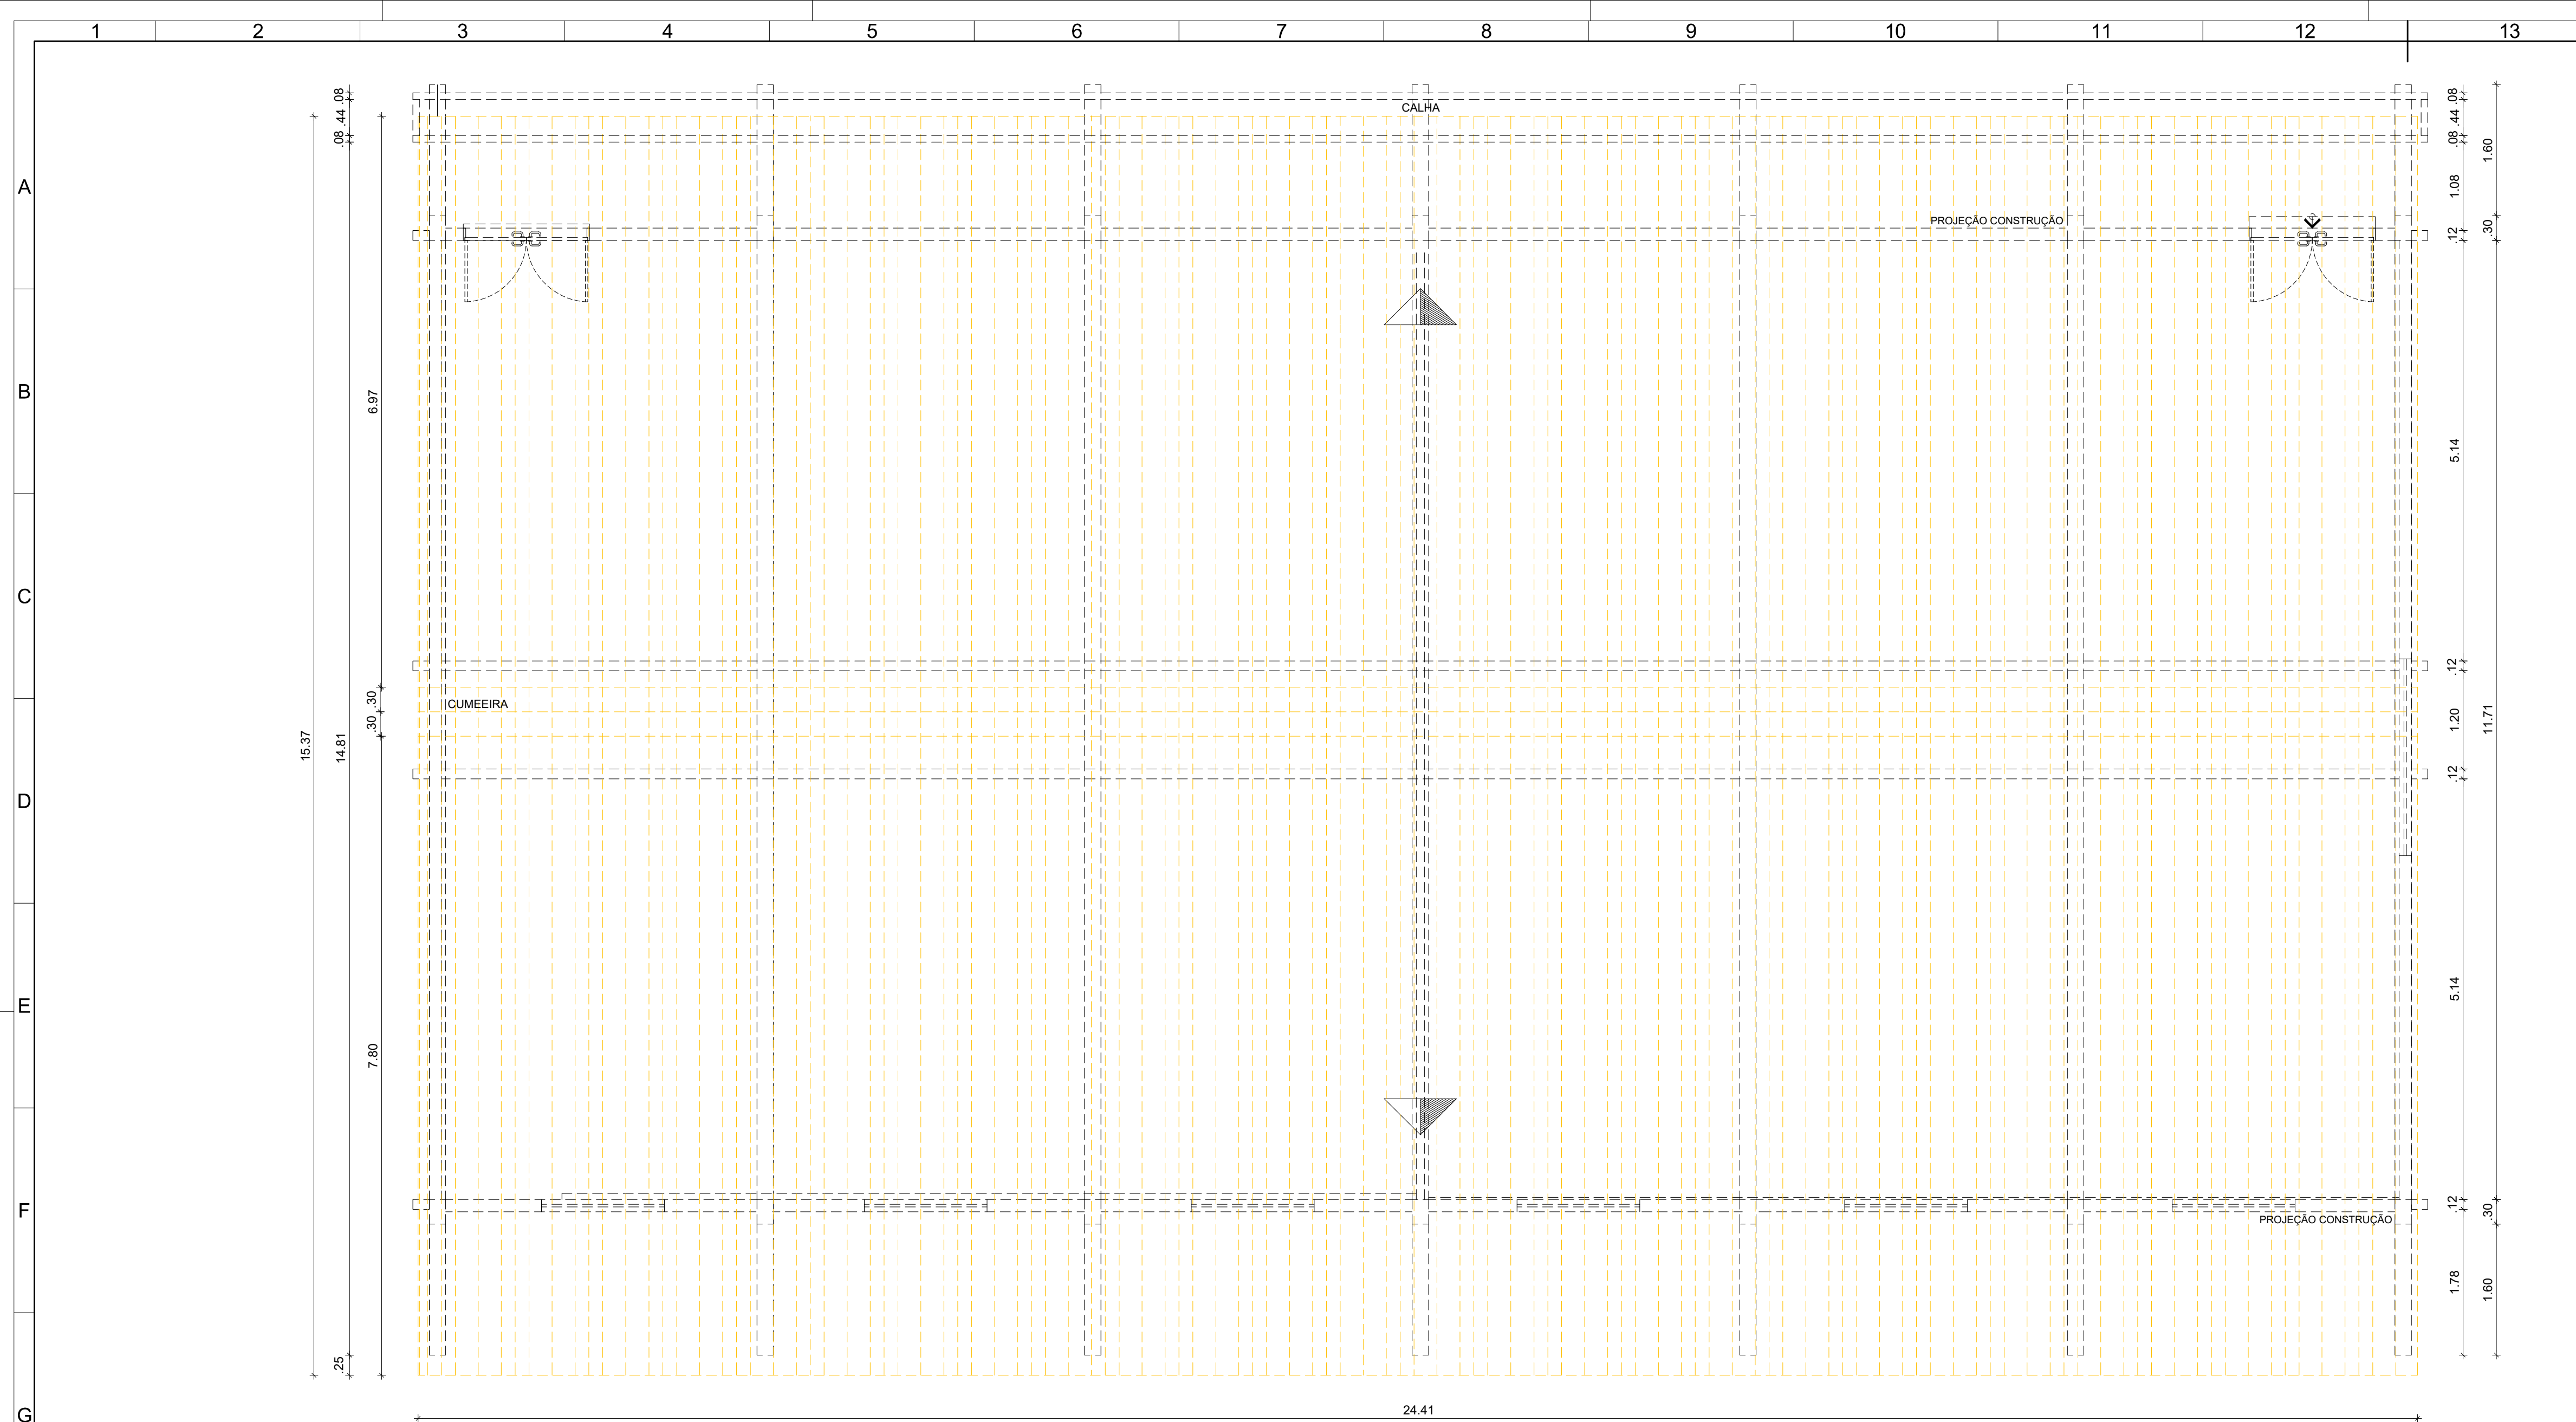 1 2 3 4 5 6 7 8 9 10 11 12 13
A
B
C
D
E
F
G
.08
.44
.08
CALHA
.08
.44
.08
1.60
1.08
PROJEÇÃO CONSTRUÇÃO
.30
.12
6.97
5.14
.12
.30
CUMEEIRA
.30
15.37
14.81
1.20
11.71
.12
5.14
7.80
.12
.30
PROJEÇÃO CONSTRUÇÃO
1.78
1.60
.25
24.41